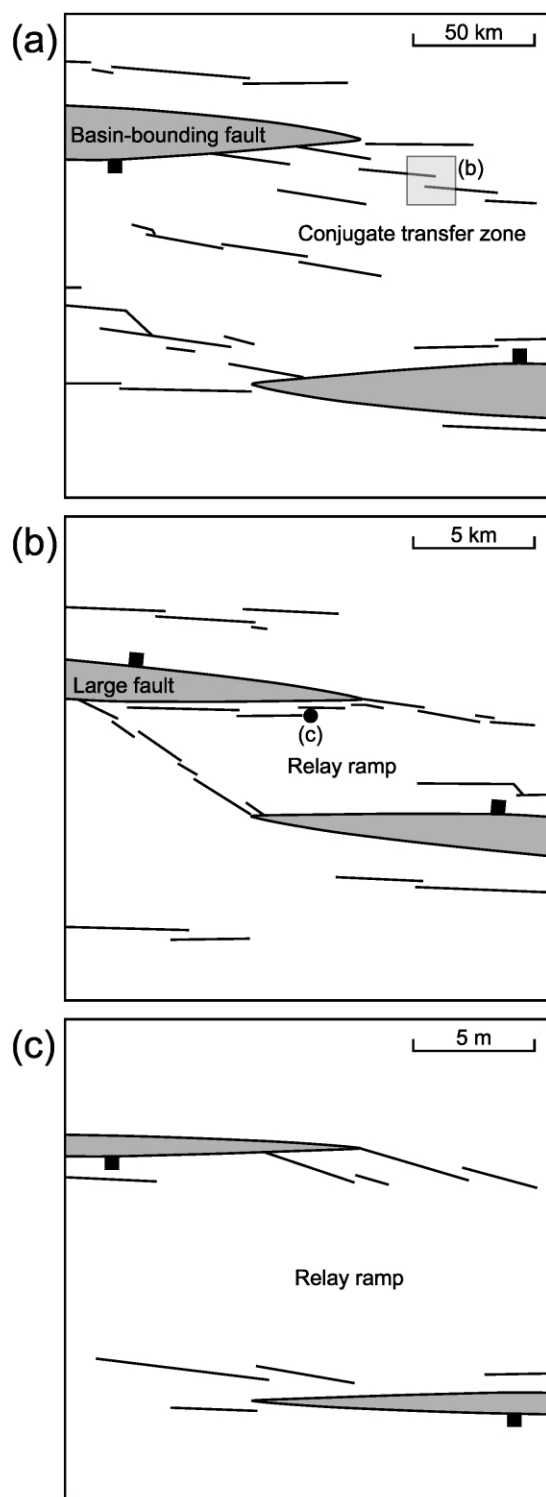 (a)
50 km
Basin-bounding fault
(b)
Conjugate transfer zone
(b)
5 km
Large fault
(c)
Relay ramp
(c)
5 m
Relay ramp